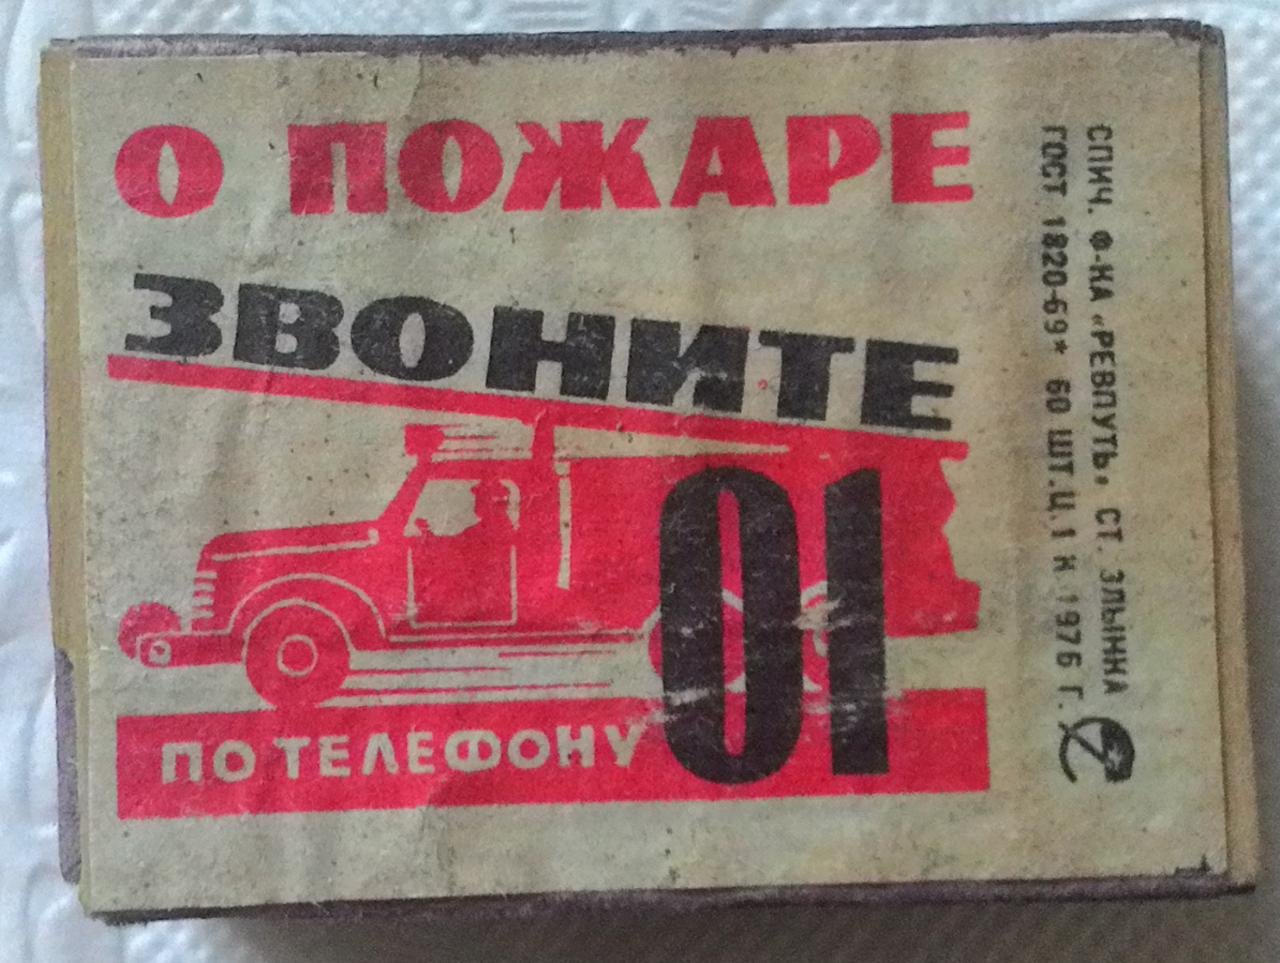 О ПОЖАРЕ
ЗВОНИТЕ
01
ПО ТЕЛЕФОНУ
СПИЧ. Ф-КА «РЕВПУТЬ» СТ. ЗЛЫНКА
ГОСТ 1820-69* 60 ШТ. Ц. 1 К. 1976 Г.